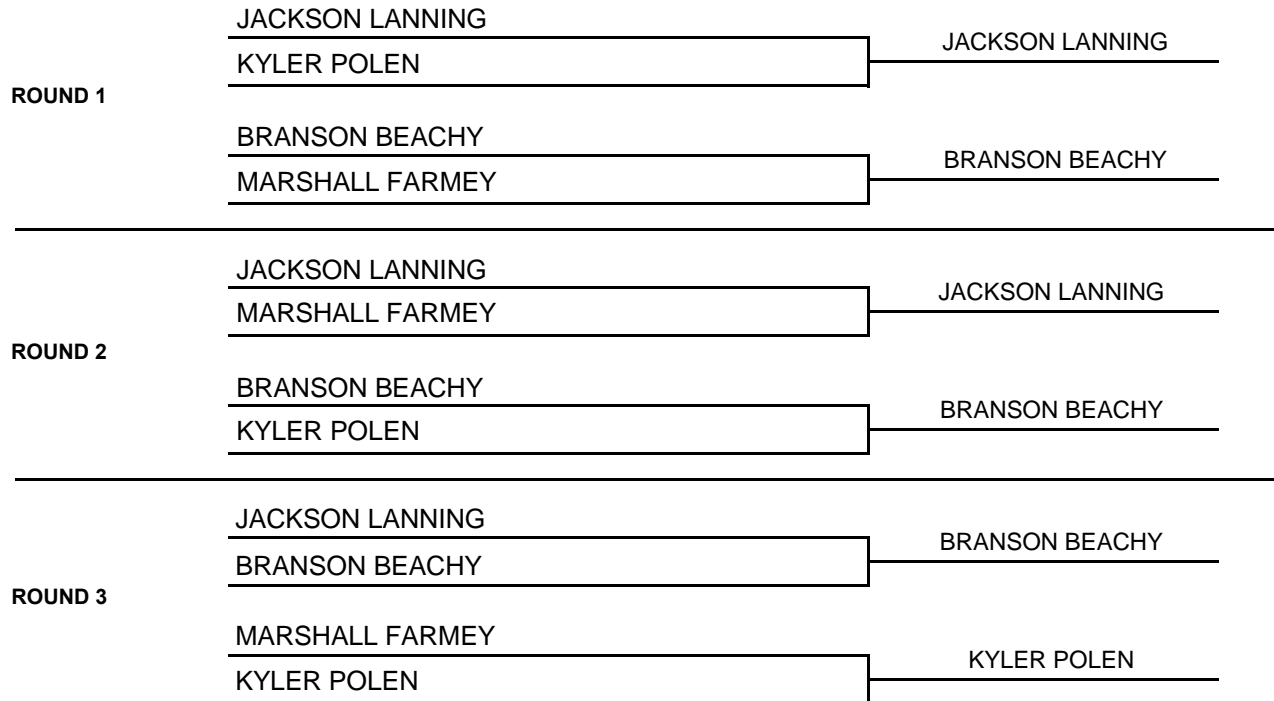 JACKSON LANNING
JACKSON LANNING
KYLER POLEN
ROUND 1
BRANSON BEACHY
BRANSON BEACHY
MARSHALL FARMEY
JACKSON LANNING
JACKSON LANNING
MARSHALL FARMEY
ROUND 2
BRANSON BEACHY
BRANSON BEACHY
KYLER POLEN
JACKSON LANNING
BRANSON BEACHY
BRANSON BEACHY
ROUND 3
MARSHALL FARMEY
KYLER POLEN
KYLER POLEN